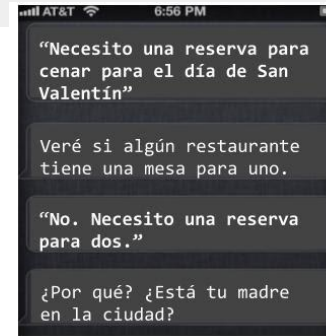 AT&T 6:56 PM
“Necesito una reserva para
cenar para el día de San
Valentín”
Veré si algún restaurante
tiene una mesa para uno.
“No. Necesito una reserva
para dos.”
¿Por qué? ¿Está tu madre
en la ciudad?